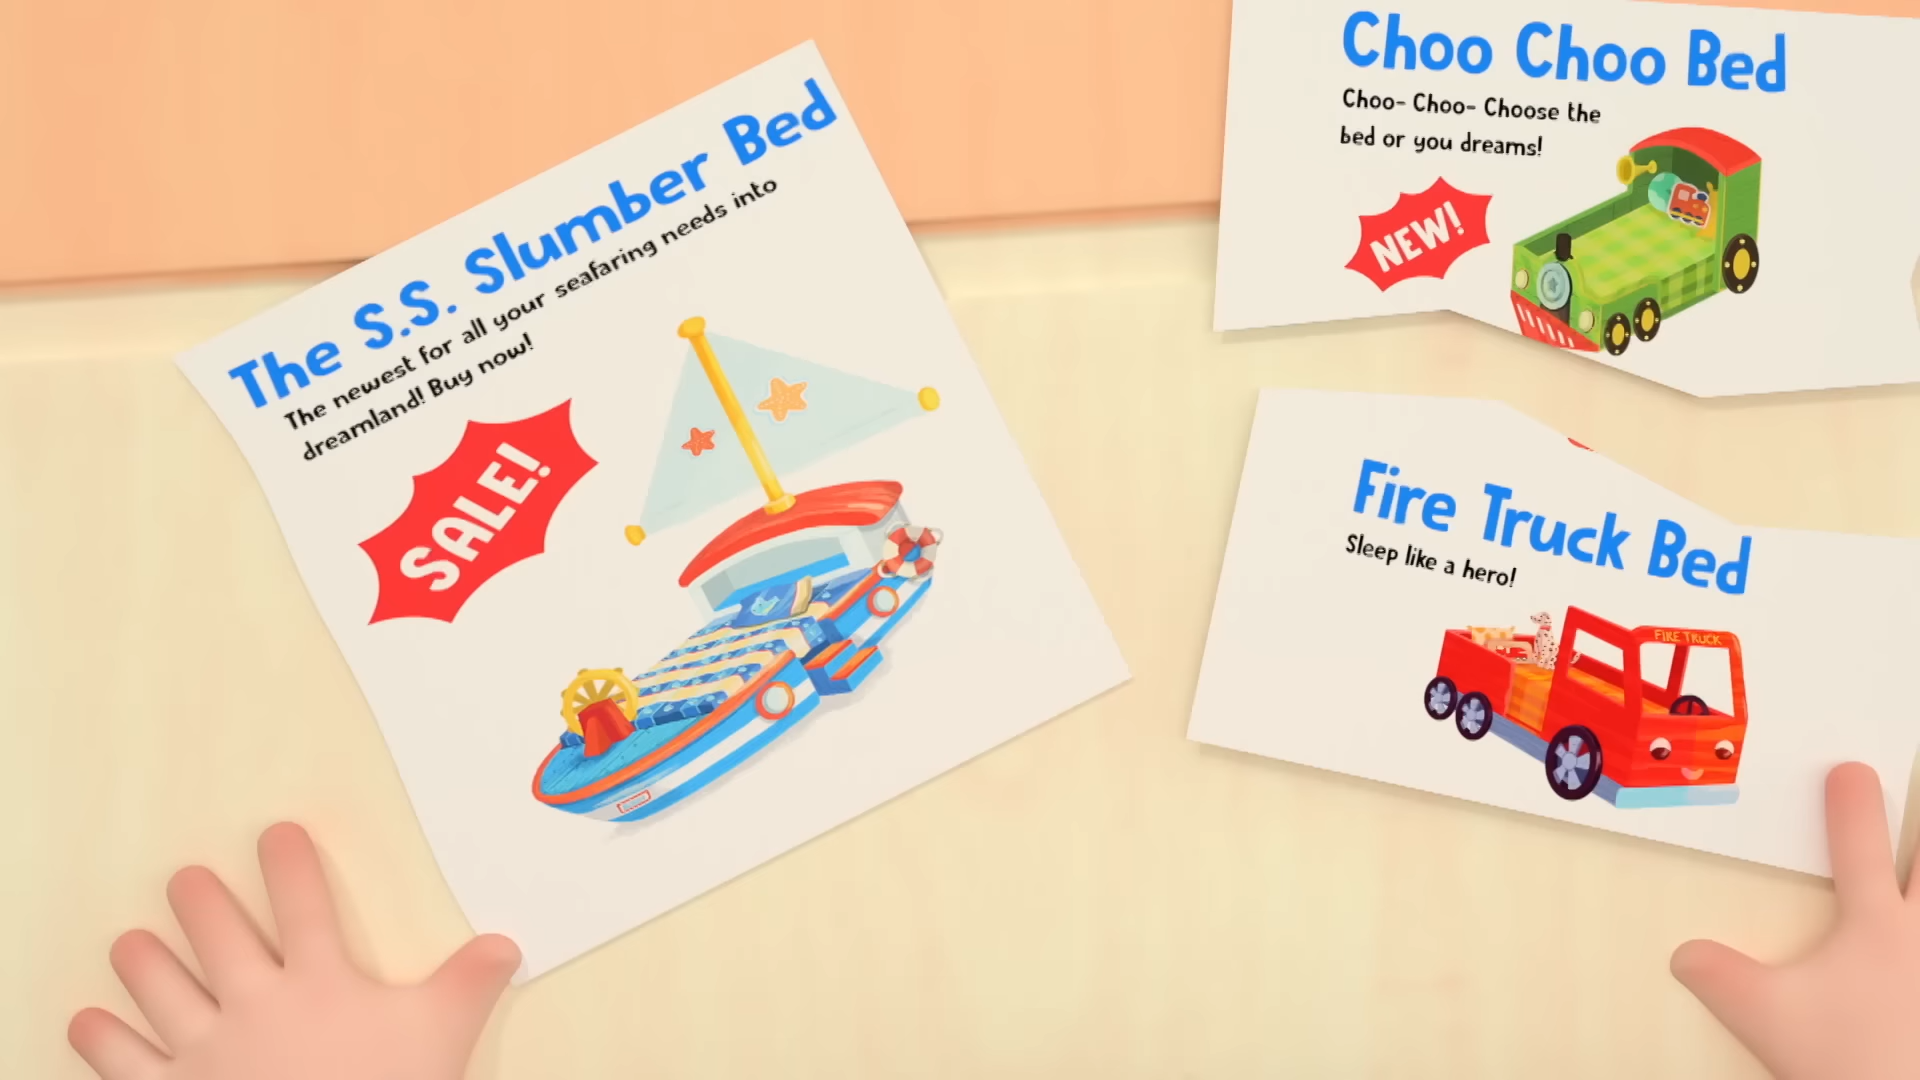 The S.S. Slumber Bed
The newest for all your seafaring needs into
dreamland! Buy now!
SALE!
Choo Choo Bed
Choo- Choo- Choose the
bed or you dreams!
NEW!
Fire Truck Bed
Sleep like a hero!
FIRE TRUCK